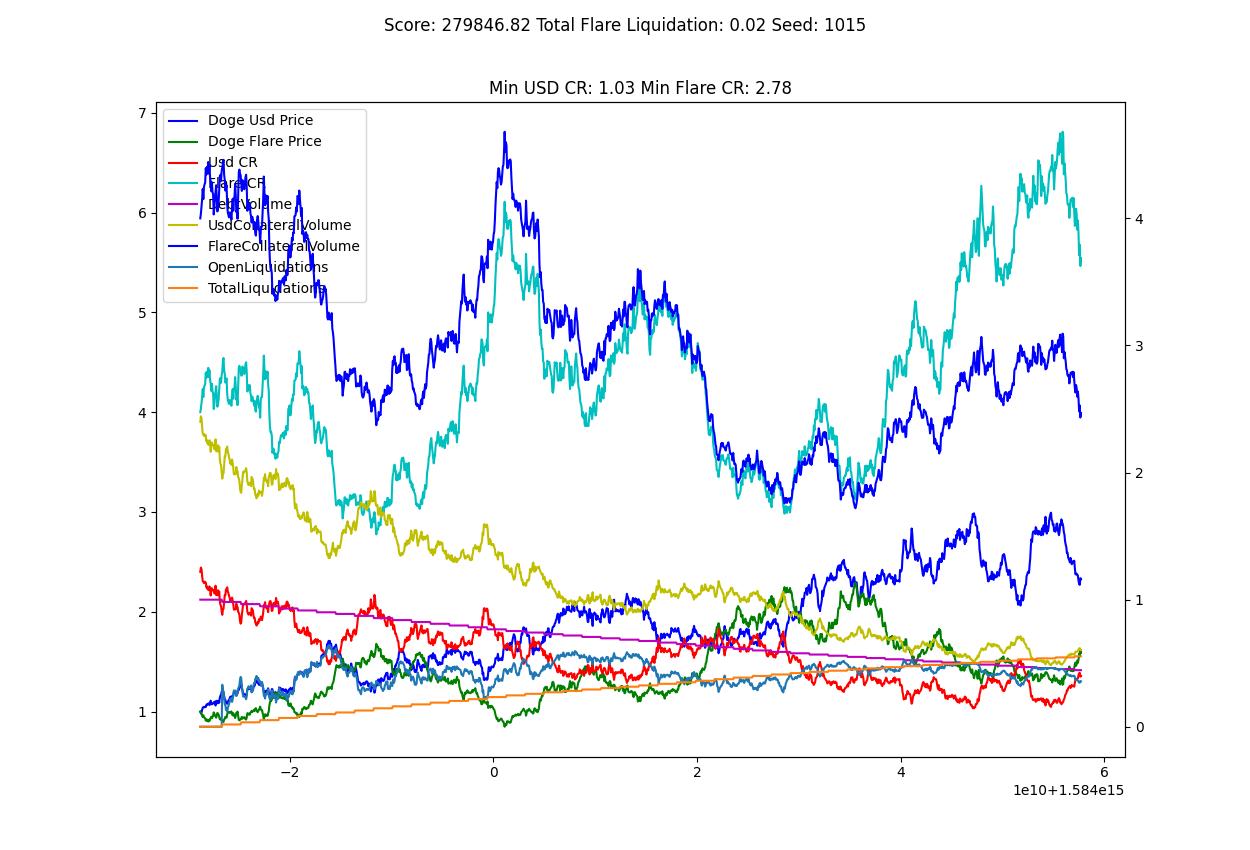 Score: 279846.82 Total Flare Liquidation: 0.02 Seed: 1015
Min USD CR: 1.03 Min Flare CR: 2.78
Doge Usd Price
Doge Flare Price
Usd CR
Flare CR
DebtVolume
UsdCollateralVolume
FlareCollateralVolume
OpenLiquidations
TotalLiquidations
7
6
5
4
3
2
1
4
3
2
1
0
−2
0
2
4
6
1e10+1.584e15